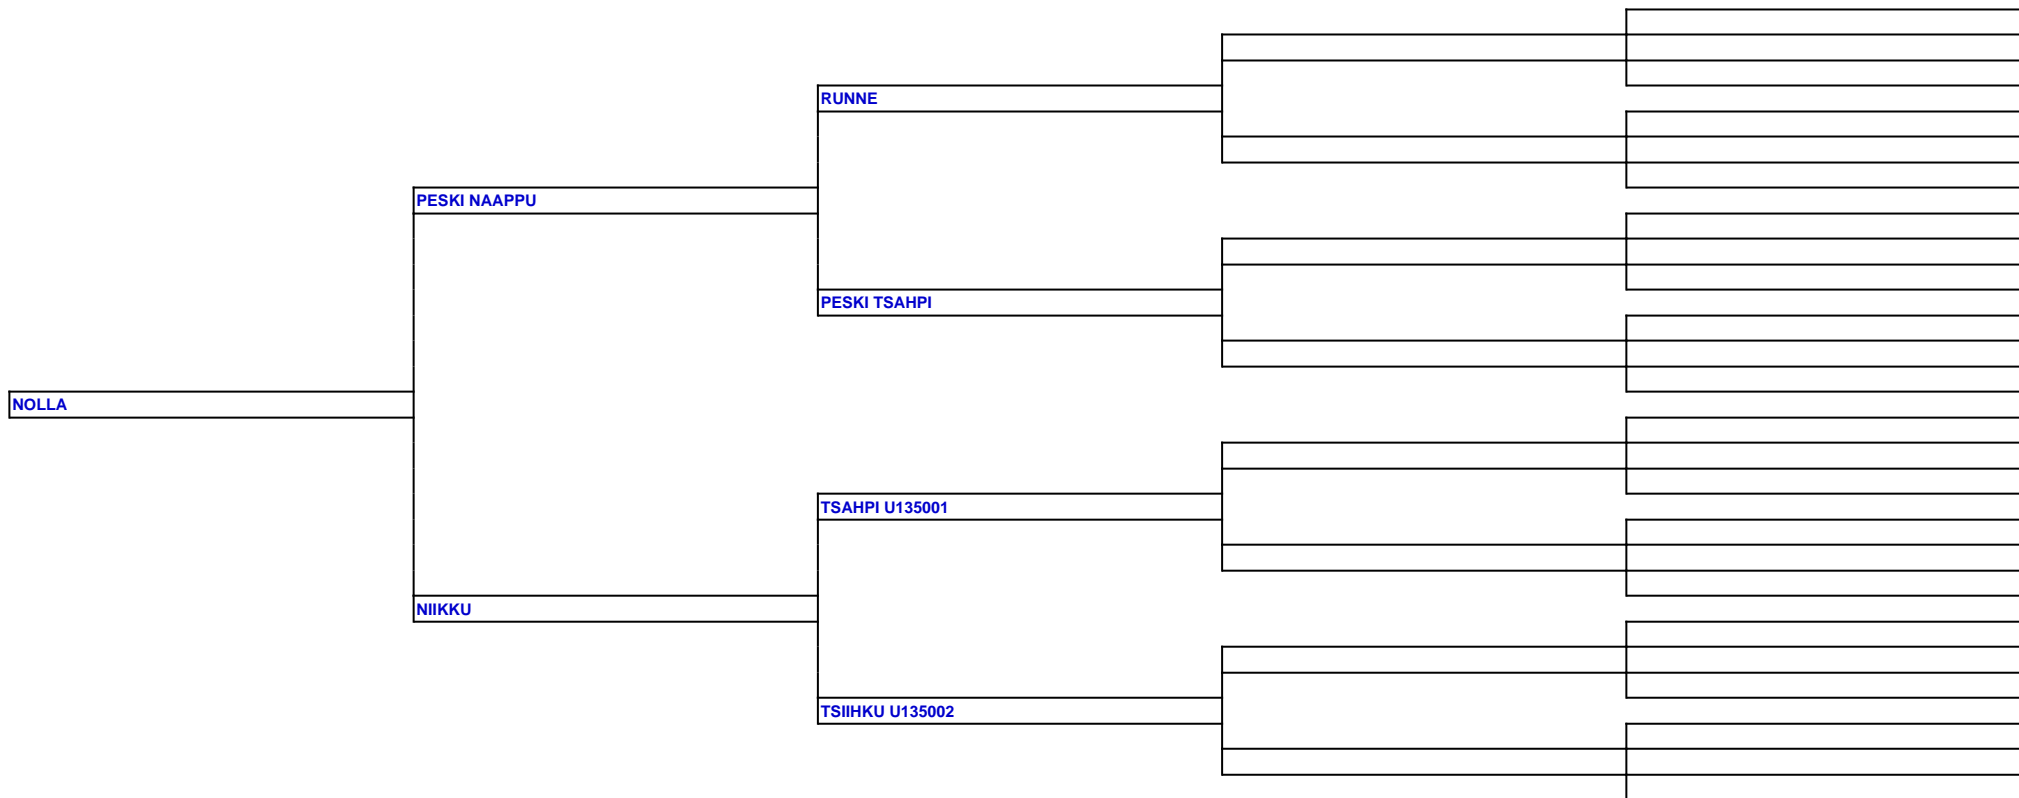 RUNNE
PESKI NAAPPU
PESKI TSAHPI
NOLLA
TSAHPI U135001
NIIKKU
TSIIHKU U135002